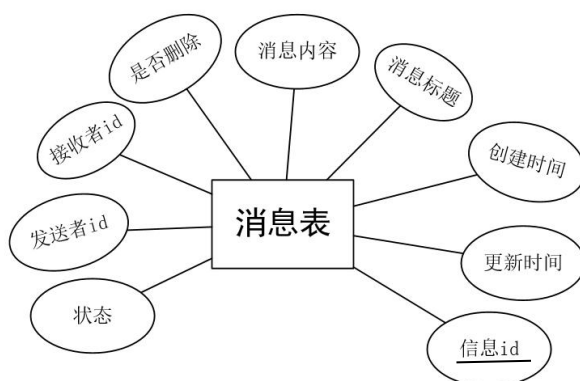 是否删除
消息内容
消息标题
接收者id
创建时间
发送者id
消息表
更新时间
状态
信息id